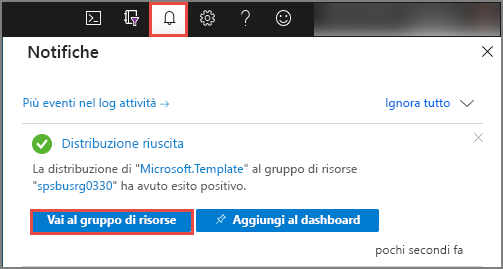 Notifiche
Più eventi nel log attività →
Ignora tutto
Distribuzione riuscita
La distribuzione di "Microsoft.Template" al gruppo di risorse
"spsbusrg0330" ha avuto esito positivo.
Vai al gruppo di risorse
Aggiungi al dashboard
pochi secondi fa